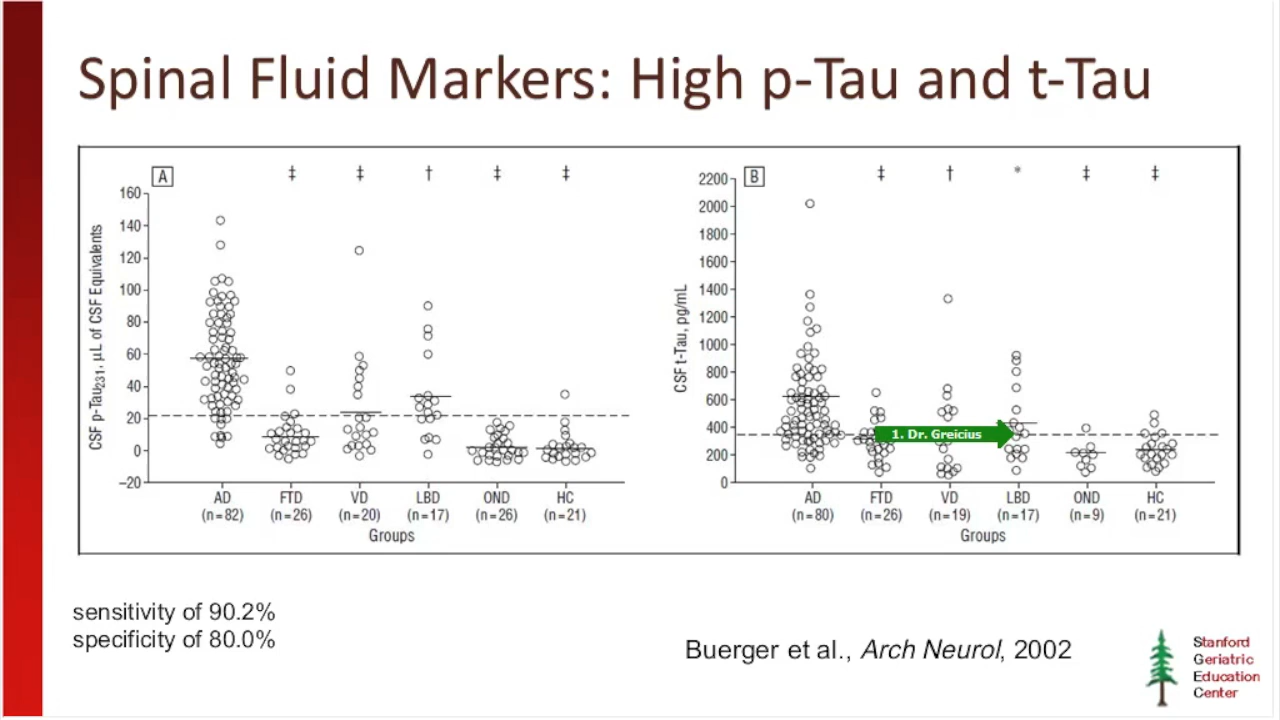 Spinal Fluid Markers: High p-Tau and t-Tau
A
‡ ‡ † ‡ ‡
CSF p-Tau231, μL of CSF Equivalents
160
140
120
100
80
60
40
20
0
–20
AD FTD VD LBD OND HC
(n=82) (n=26) (n=20) (n=17) (n=26) (n=21)
Groups
B
‡ † * ‡ ‡
CSF t-Tau, pg/mL
2200
2000
1800
1600
1400
1200
1000
800
600
400
200
0
1. Dr. Greicius
AD FTD VD LBD OND HC
(n=80) (n=26) (n=19) (n=17) (n=9) (n=21)
Groups
sensitivity of 90.2%
specificity of 80.0%
Buerger et al., Arch Neurol, 2002
Stanford
Geriatric
Education
Center